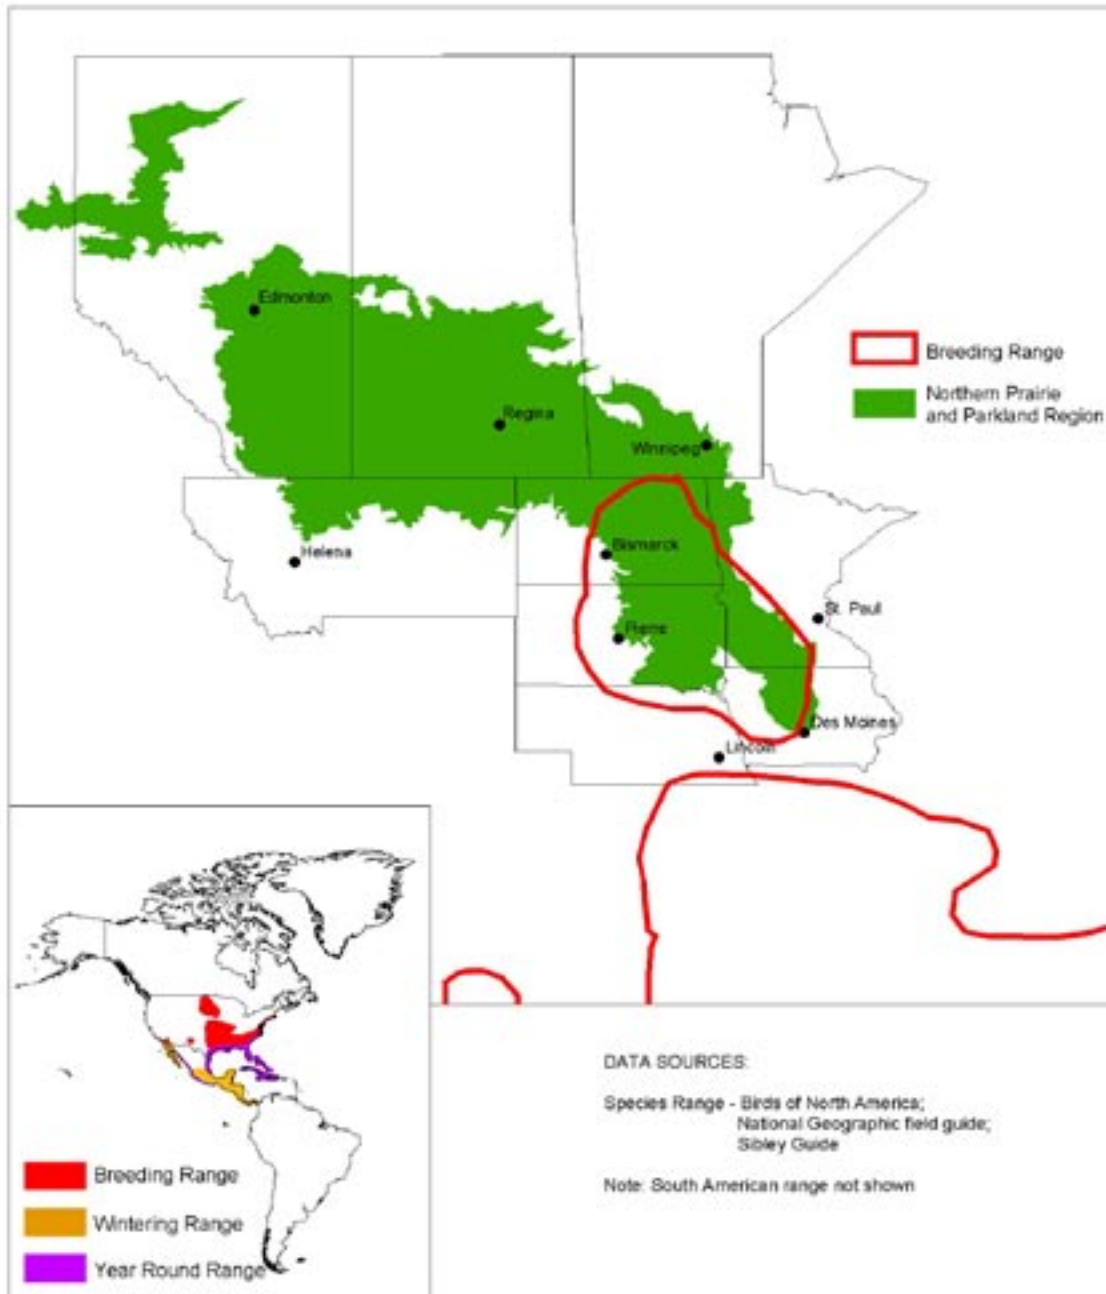 Edmonton
Regina
Winnipeg
Breeding Range
Northern Prairie
and Parkland Region
Helena
Bismarck
St. Paul
Pierre
Des Moines
Lincoln
DATA SOURCES:
Species Range - Birds of North America;
National Geographic field guide;
Sibley Guide
Note: South American range not shown
Breeding Range
Wintering Range
Year Round Range